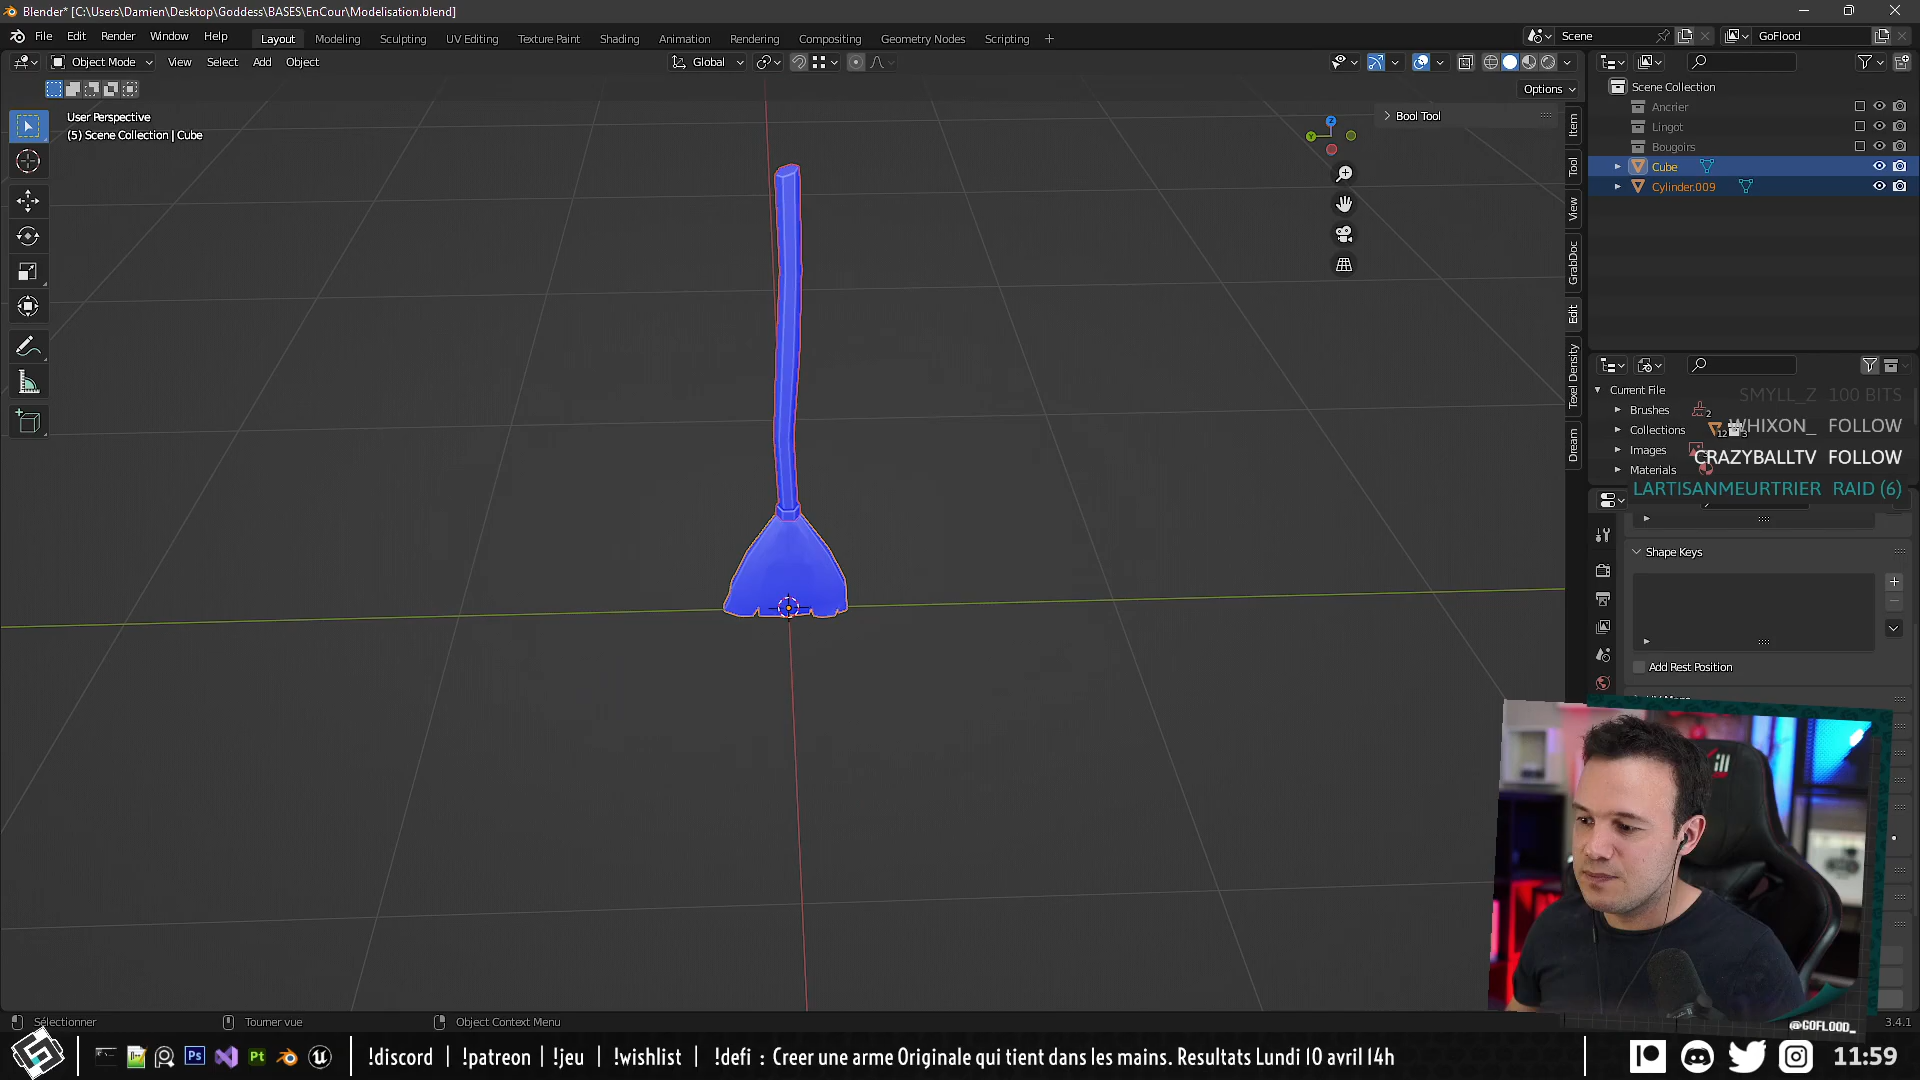 Blender* [C:\Users\Damien\Desktop\Goddess\BASES\EnCour\Modelisation.blend]
File Edit Render Window Help
Layout Modeling Sculpting UV Editing Texture Paint Shading Animation Rendering Compositing Geometry Nodes Scripting +
Scene
GoFlood
Object Mode
View Select Add Object
Global
Options
User Perspective
(5) Scene Collection | Cube
Bool Tool
Z
Y
Item
Tool
View
GrabDoc
Edit
Texel Density
Dream
Scene Collection
Ancrier
Lingot
Bougoirs
Cube
Cylinder.009
Current File
Brushes 2
Collections 12 3
Images
Materials
SMYLL_Z 100 BITS
WHIXON_ FOLLOW
CRAZYBALLTV FOLLOW
LARTISANMEURTRIER RAID (6)
Shape Keys
Add Rest Position
@GOFLOOD_
Sélectionner
Tourner vue
Object Context Menu
3.4.1
Ps
Pt
!discord | !patreon | !jeu | !wishlist | !defi : Creer une arme Originale qui tient dans les mains. Resultats Lundi 10 avril 14h
11:59